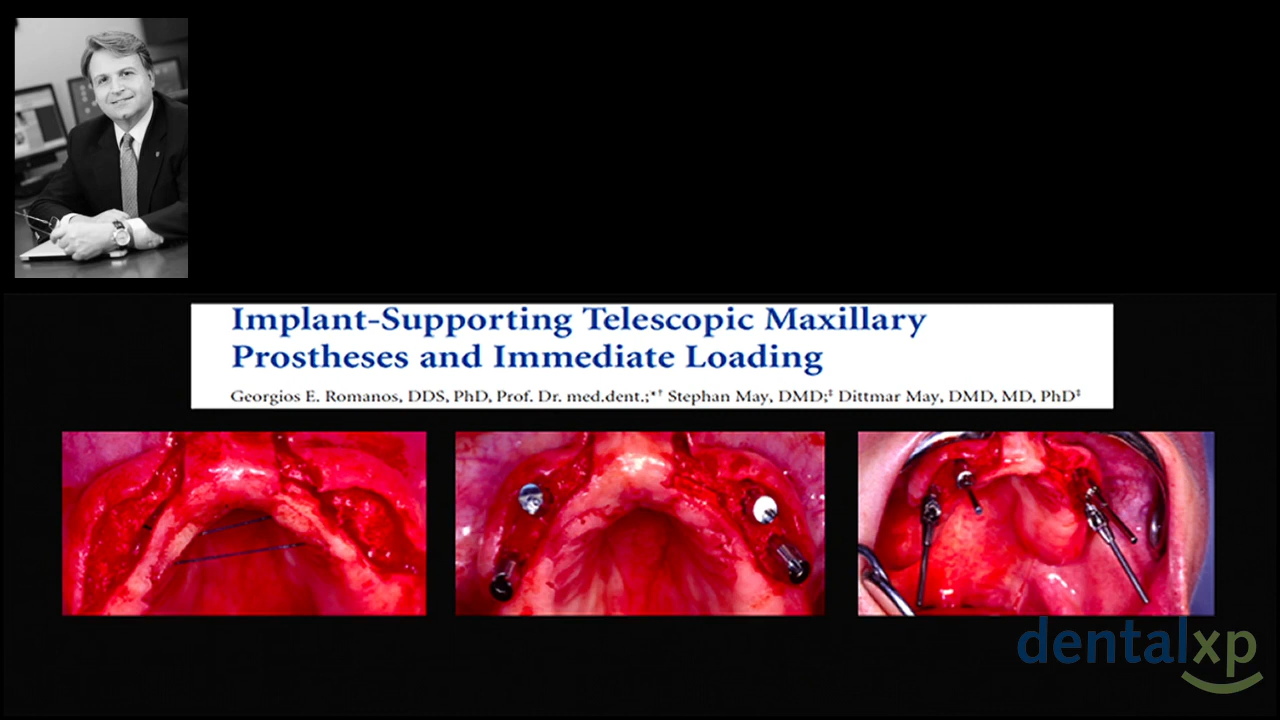 Implant-Supporting Telescopic Maxillary
Prostheses and Immediate Loading
Georgios E. Romanos, DDS, PhD, Prof. Dr. med.dent.;*† Stephan May, DMD;‡ Dittmar May, DMD, MD, PhD‡
dentalxp